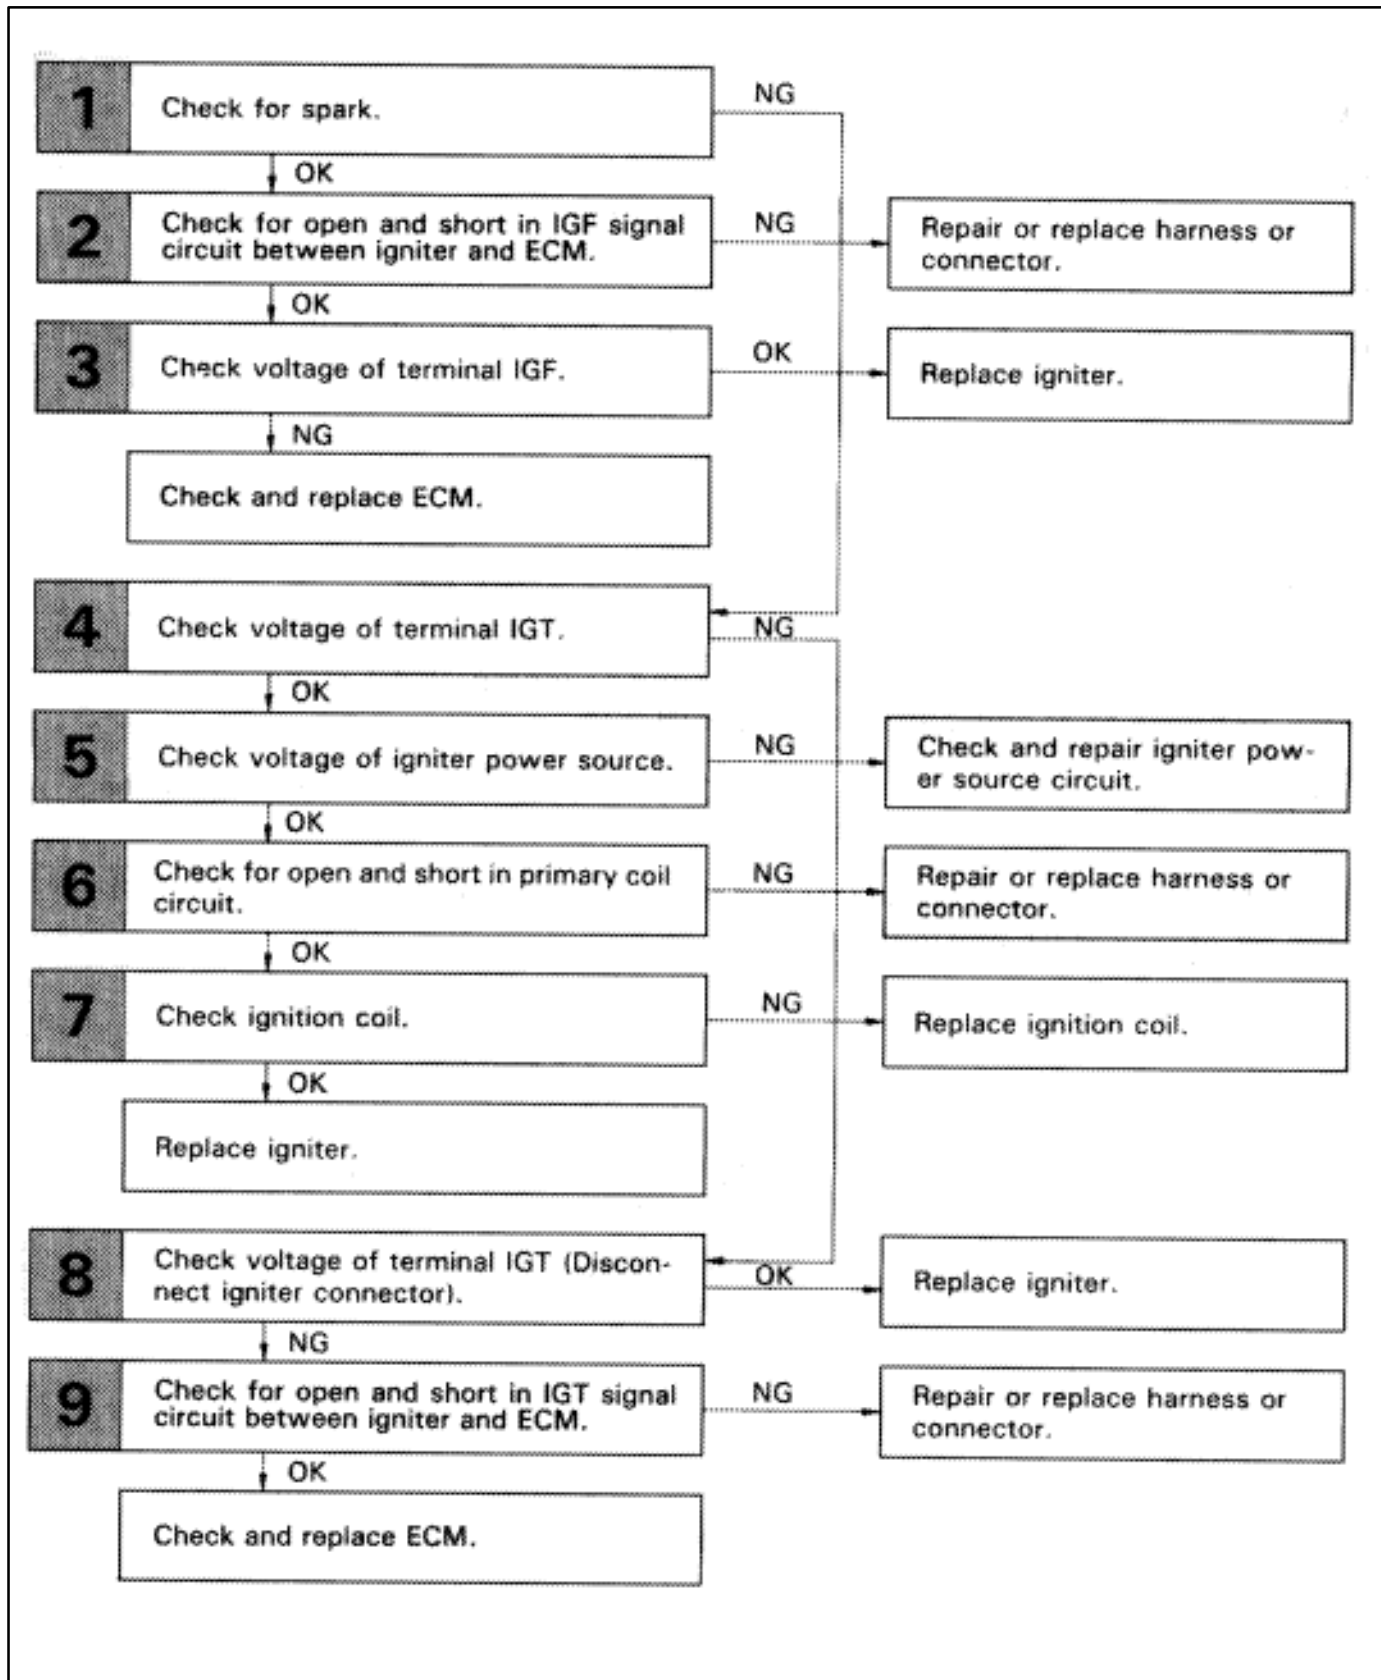 1
Check for spark.
NG
OK
2
Check for open and short in IGF signal
circuit between igniter and ECM.
NG
Repair or replace harness or
connector.
OK
3
Check voltage of terminal IGF.
OK
Replace igniter.
NG
Check and replace ECM.
4
Check voltage of terminal IGT.
NG
OK
5
Check voltage of igniter power source.
NG
Check and repair igniter pow-
er source circuit.
OK
6
Check for open and short in primary coil
circuit.
NG
Repair or replace harness or
connector.
OK
7
Check ignition coil.
NG
Replace ignition coil.
OK
Replace igniter.
8
Check voltage of terminal IGT (Discon-
nect igniter connector).
OK
Replace igniter.
NG
9
Check for open and short in IGT signal
circuit between igniter and ECM.
NG
Repair or replace harness or
connector.
OK
Check and replace ECM.